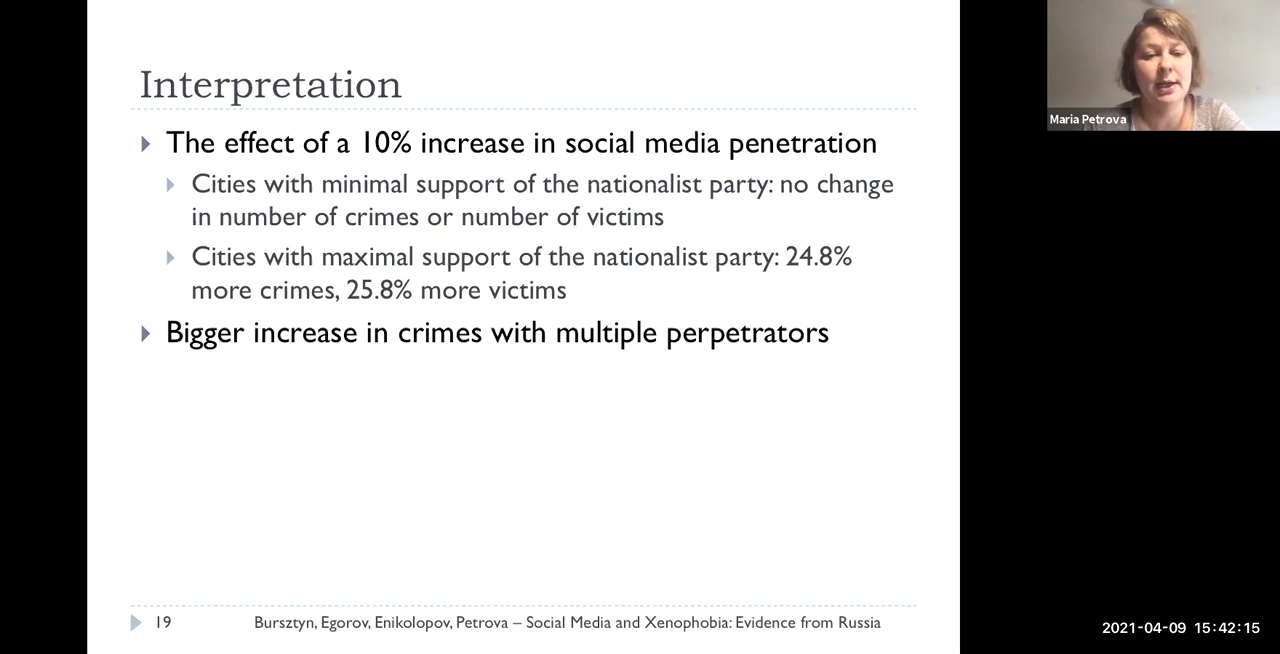 Interpretation
The effect of a 10% increase in social media penetration
Cities with minimal support of the nationalist party: no change
in number of crimes or number of victims
Cities with maximal support of the nationalist party: 24.8%
more crimes, 25.8% more victims
Bigger increase in crimes with multiple perpetrators
19
Bursztyn, Egorov, Enikolopov, Petrova – Social Media and Xenophobia: Evidence from Russia
Maria Petrova
2021-04-09 15:42:15